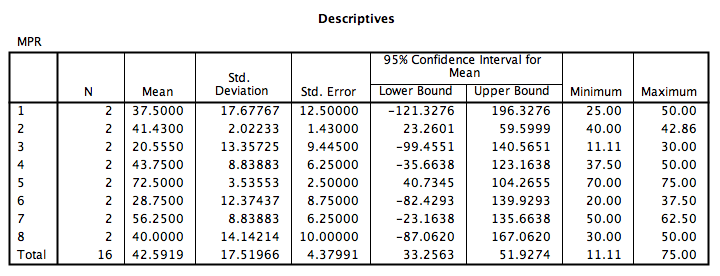 Descriptives
MPR
95% Confidence Interval for Mean
N Mean Std. Deviation Std. Error Lower Bound Upper Bound Minimum Maximum
1 2 37.5000 17.67767 12.50000 -121.3276 196.3276 25.00 50.00
2 2 41.4300 2.02233 1.43000 23.2601 59.5999 40.00 42.86
3 2 20.5550 13.35725 9.44500 -99.4551 140.5651 11.11 30.00
4 2 43.7500 8.83883 6.25000 -35.6638 123.1638 37.50 50.00
5 2 72.5000 3.53553 2.50000 40.7345 104.2655 70.00 75.00
6 2 28.7500 12.37437 8.75000 -82.4293 139.9293 20.00 37.50
7 2 56.2500 8.83883 6.25000 -23.1638 135.6638 50.00 62.50
8 2 40.0000 14.14214 10.00000 -87.0620 167.0620 30.00 50.00
Total 16 42.5919 17.51966 4.37991 33.2563 51.9274 11.11 75.00